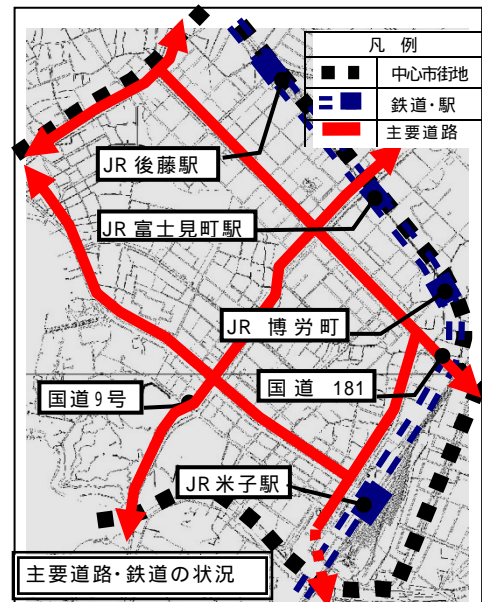 凡 例
中心市街地
鉄道・駅
主要道路
JR 後藤駅
JR 富士見町駅
JR 博労町
国道 181
国道9号
JR 米子駅
主要道路・鉄道の状況